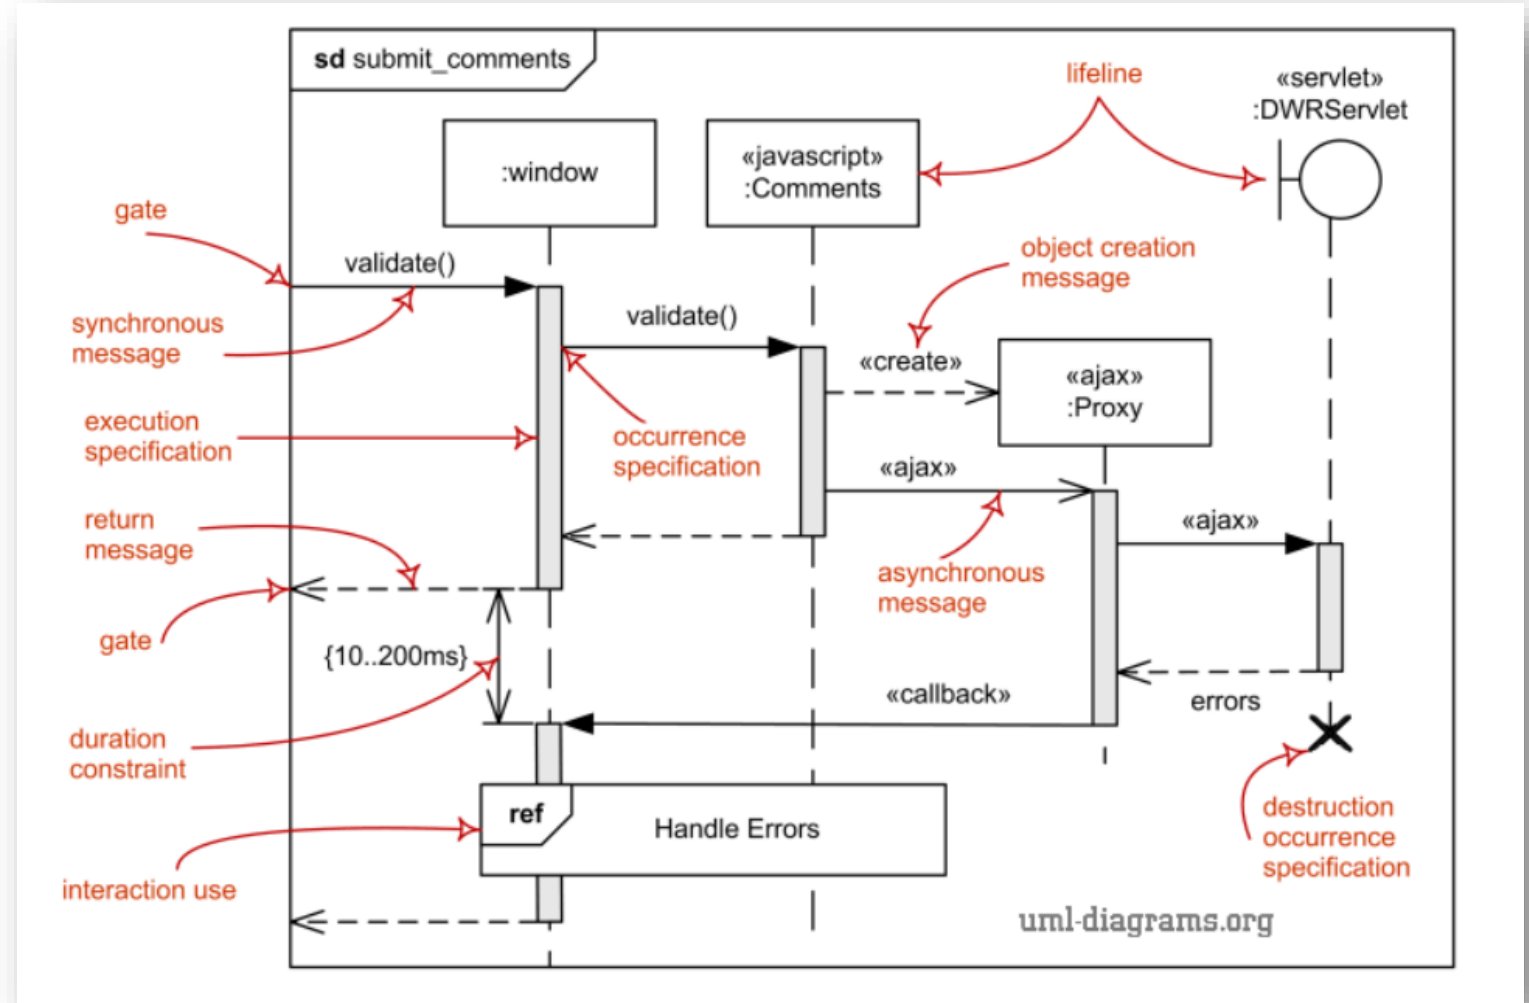 sd submit_comments
lifeline
«servlet»
:DWRServlet
:window
«javascript»
:Comments
gate
validate()
object creation
message
synchronous
message
validate()
«create»
«ajax»
:Proxy
execution
specification
occurrence
specification
«ajax»
return
message
«ajax»
asynchronous
message
gate
{10..200ms}
«callback»
errors
duration
constraint
ref
Handle Errors
destruction
occurrence
specification
interaction use
uml-diagrams.org